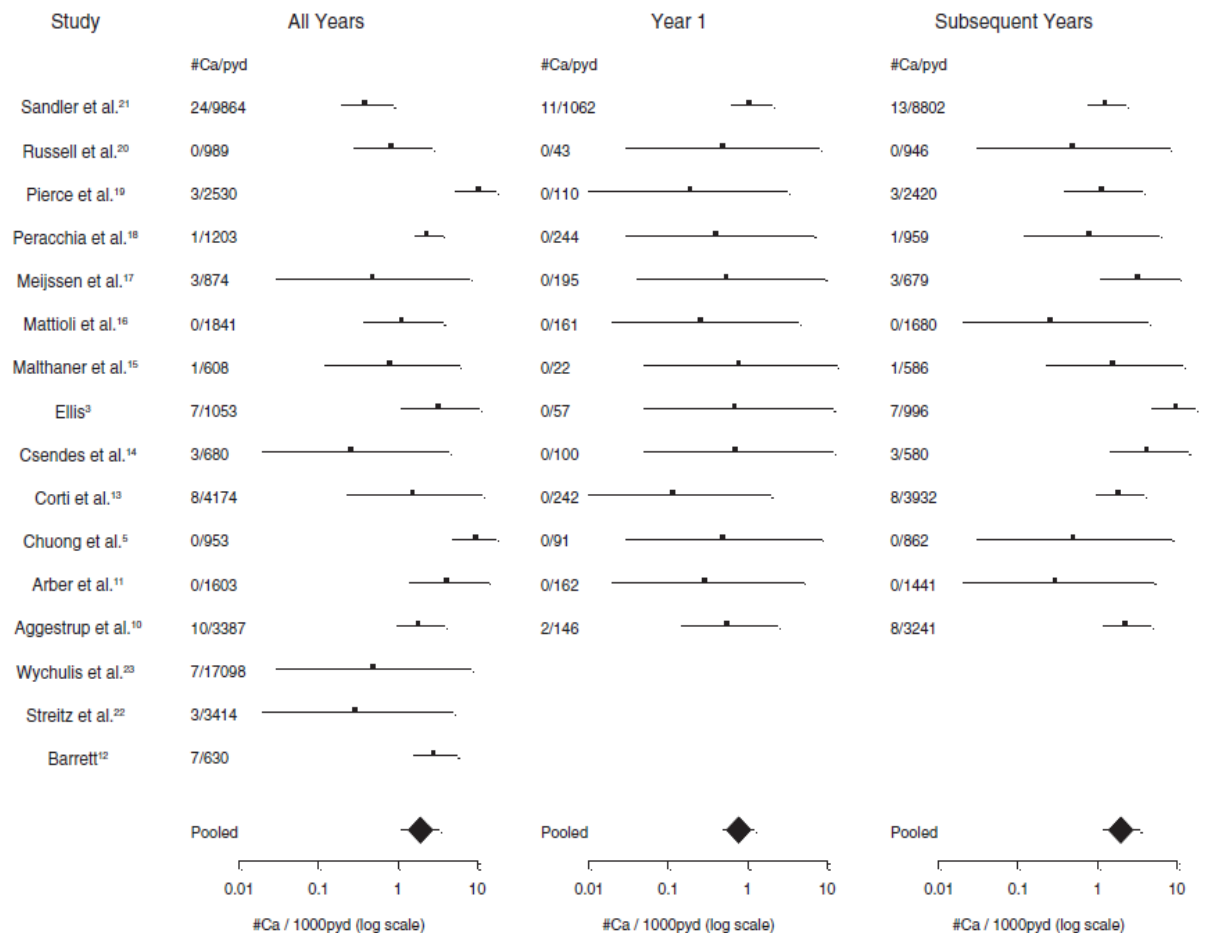 Study All Years Year 1 Subsequent Years
#Ca/pyd #Ca/pyd #Ca/pyd
Sandler et al.²¹ 24/9864 11/1062 13/8802
Russell et al.²⁰ 0/989 0/43 0/946
Pierce et al.¹⁹ 3/2530 0/110 3/2420
Peracchia et al.¹⁸ 1/1203 0/244 1/959
Meijssen et al.¹⁷ 3/874 0/195 3/679
Mattioli et al.¹⁶ 0/1841 0/161 0/1680
Malthaner et al.¹⁵ 1/608 0/22 1/586
Ellis³ 7/1053 0/57 7/996
Csendes et al.¹⁴ 3/680 0/100 3/580
Corti et al.¹³ 8/4174 0/242 8/3932
Chuong et al.⁵ 0/953 0/91 0/862
Arber et al.¹¹ 0/1603 0/162 0/1441
Aggestrup et al.¹⁰ 10/3387 2/146 8/3241
Wychulis et al.²³ 7/17098
Streitz et al.²² 3/3414
Barrett¹² 7/630
Pooled Pooled Pooled
0.01 0.1 1 10 0.01 0.1 1 10 0.01 0.1 1 10
#Ca / 1000pyd (log scale) #Ca / 1000pyd (log scale) #Ca / 1000pyd (log scale)